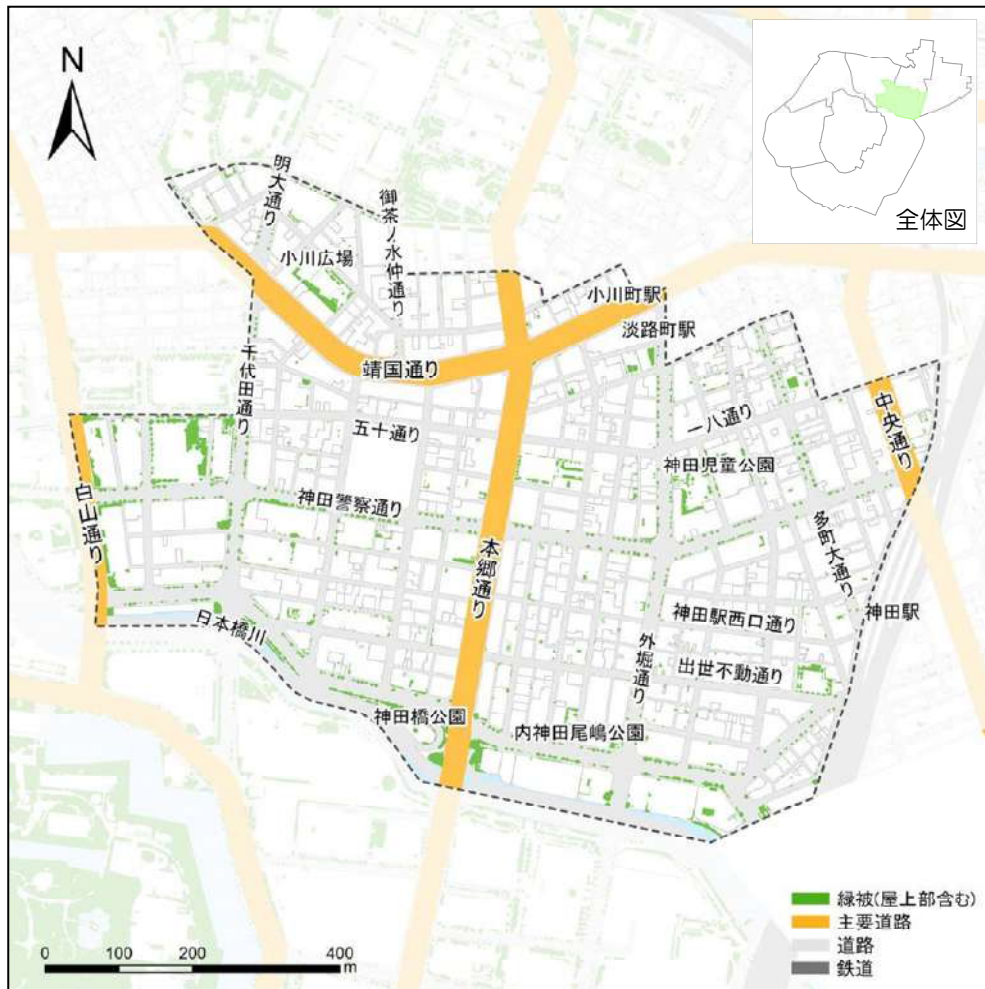 N
全体図
明大通り
御茶ノ水仲通り
小川広場
小川町駅
淡路町駅
靖国通り
千代田通り
五十通り
一八通り
中央通り
神田児童公園
白山通り
神田警察通り
本郷通り
多町大通り
神田駅西口通り
神田駅
日本橋川
外堀通り
出世不動通り
神田橋公園
内神田尾嶋公園
緑被(屋上部含む)
主要道路
道路
鉄道
0 100 200 400
m